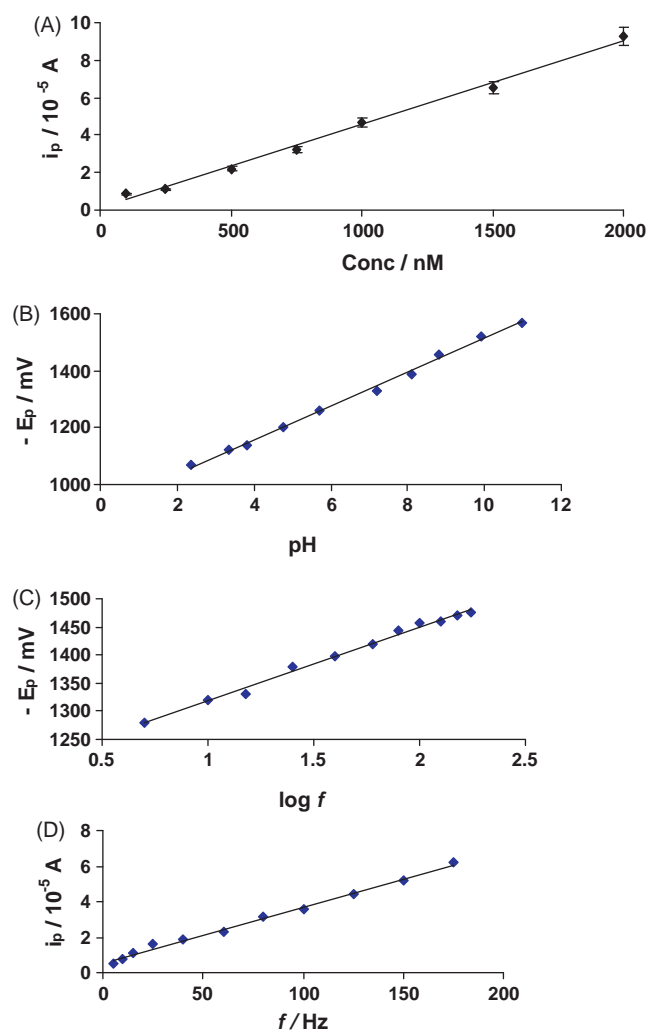 (A)
i_p / 10^-5 A
10
8
6
4
2
0
0 500 1000 1500 2000
Conc / nM
(B)
- E_p / mV
1600
1400
1200
1000
0 2 4 6 8 10 12
pH
(C)
- E_p / mV
1500
1450
1400
1350
1300
1250
0.5 1 1.5 2 2.5
log f
(D)
i_p / 10^-5 A
8
6
4
2
0
0 50 100 150 200
f / Hz